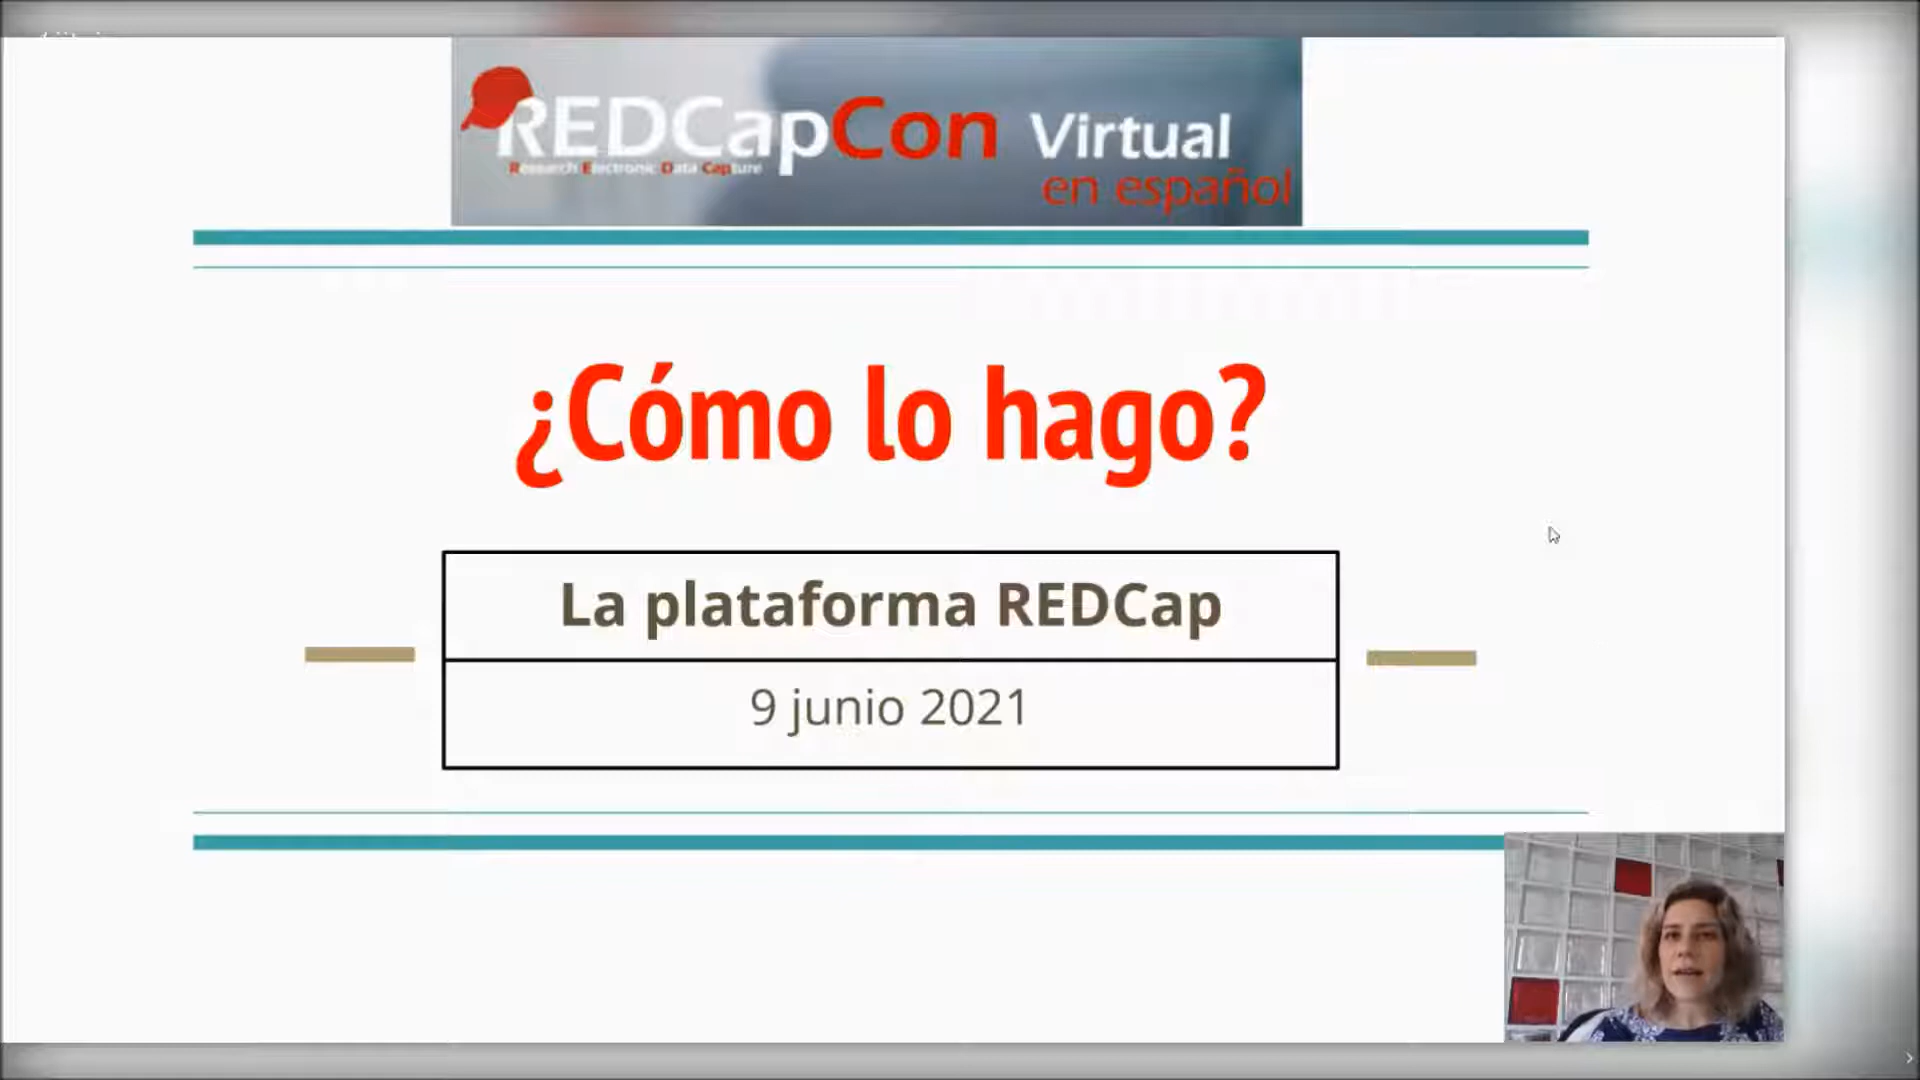 REDCapCon Virtual
Research Electronic Data Capture
en español
¿Cómo lo hago?
La plataforma REDCap
9 junio 2021